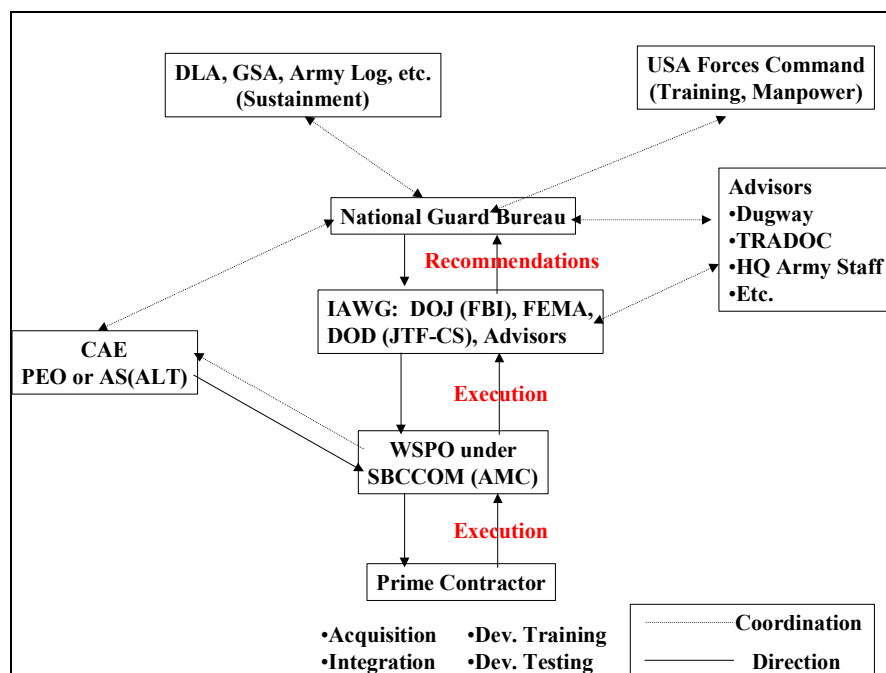 DLA, GSA, Army Log, etc.
(Sustainment)
USA Forces Command
(Training, Manpower)
National Guard Bureau
Advisors
•Dugway
•TRADOC
•HQ Army Staff
•Etc.
Recommendations
IAWG:  DOJ (FBI), FEMA,
DOD (JTF-CS), Advisors
CAE
PEO or AS(ALT)
Execution
WSPO under
SBCCOM (AMC)
Execution
Prime Contractor
•Acquisition •Dev. Training
•Integration •Dev. Testing
Coordination
Direction